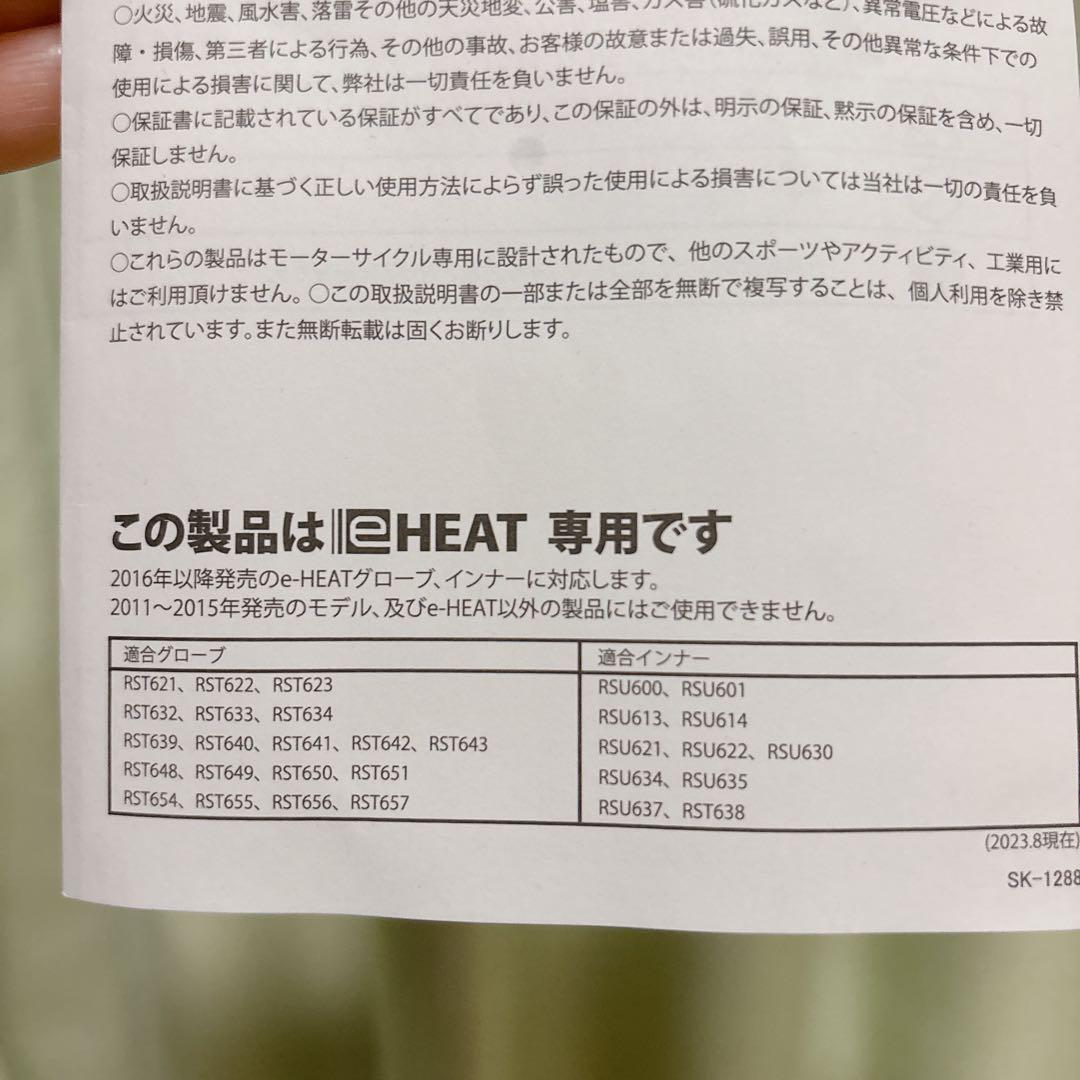 ○火災、地震、風水害、落雷その他の天災地変、公害、塩害、ガス害(硫化ガスなど)、異常電圧などによる故
障・損傷、第三者による行為、その他の事故、お客様の故意または過失、誤用、その他異常な条件下での
使用による損害に関して、弊社は一切責任を負いません。
○保証書に記載されている保証がすべてであり、この保証の外は、明示の保証、黙示の保証を含め、一切
保証しません。
○取扱説明書に基づく正しい使用方法によらず誤った使用による損害については当社は一切の責任を負
いません。
○これらの製品はモーターサイクル専用に設計されたもので、他のスポーツやアクティビティ、工業用に
はご利用頂けません。○この取扱説明書の一部または全部を無断で複写することは、個人利用を除き禁
止されています。また無断転載は固くお断りします。
この製品は eHEAT 専用です
2016年以降発売のe-HEATグローブ、インナーに対応します。
2011〜2015年発売のモデル、及びe-HEAT以外の製品にはご使用できません。
適合グローブ
RST621、RST622、RST623
RST632、RST633、RST634
RST639、RST640、RST641、RST642、RST643
RST648、RST649、RST650、RST651
RST654、RST655、RST656、RST657
適合インナー
RSU600、RSU601
RSU613、RSU614
RSU621、RSU622、RSU630
RSU634、RSU635
RSU637、RST638
(2023.8現在)
SK-1288